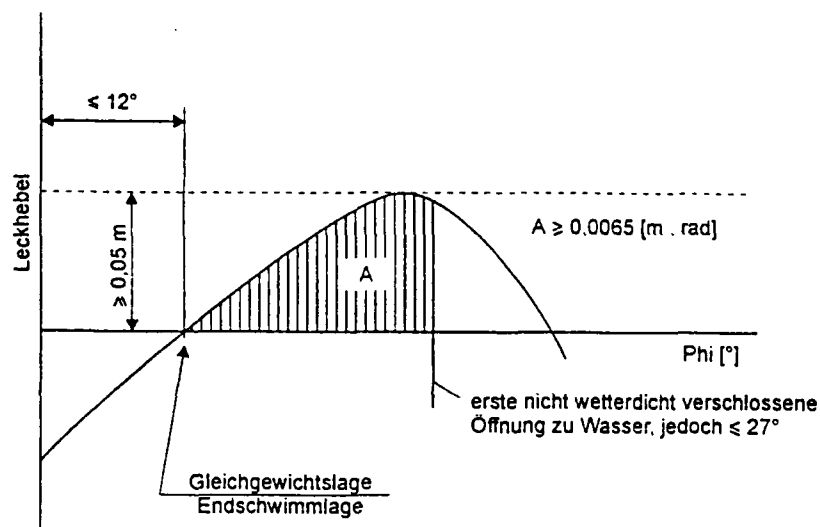 ≤ 12°
Leckhebel
≥ 0,05 m
A ≥ 0,0065 [m . rad]
A
Phi [°]
erste nicht wetterdicht verschlossene
Öffnung zu Wasser, jedoch ≤ 27°
Gleichgewichtslage
Endschwimmlage